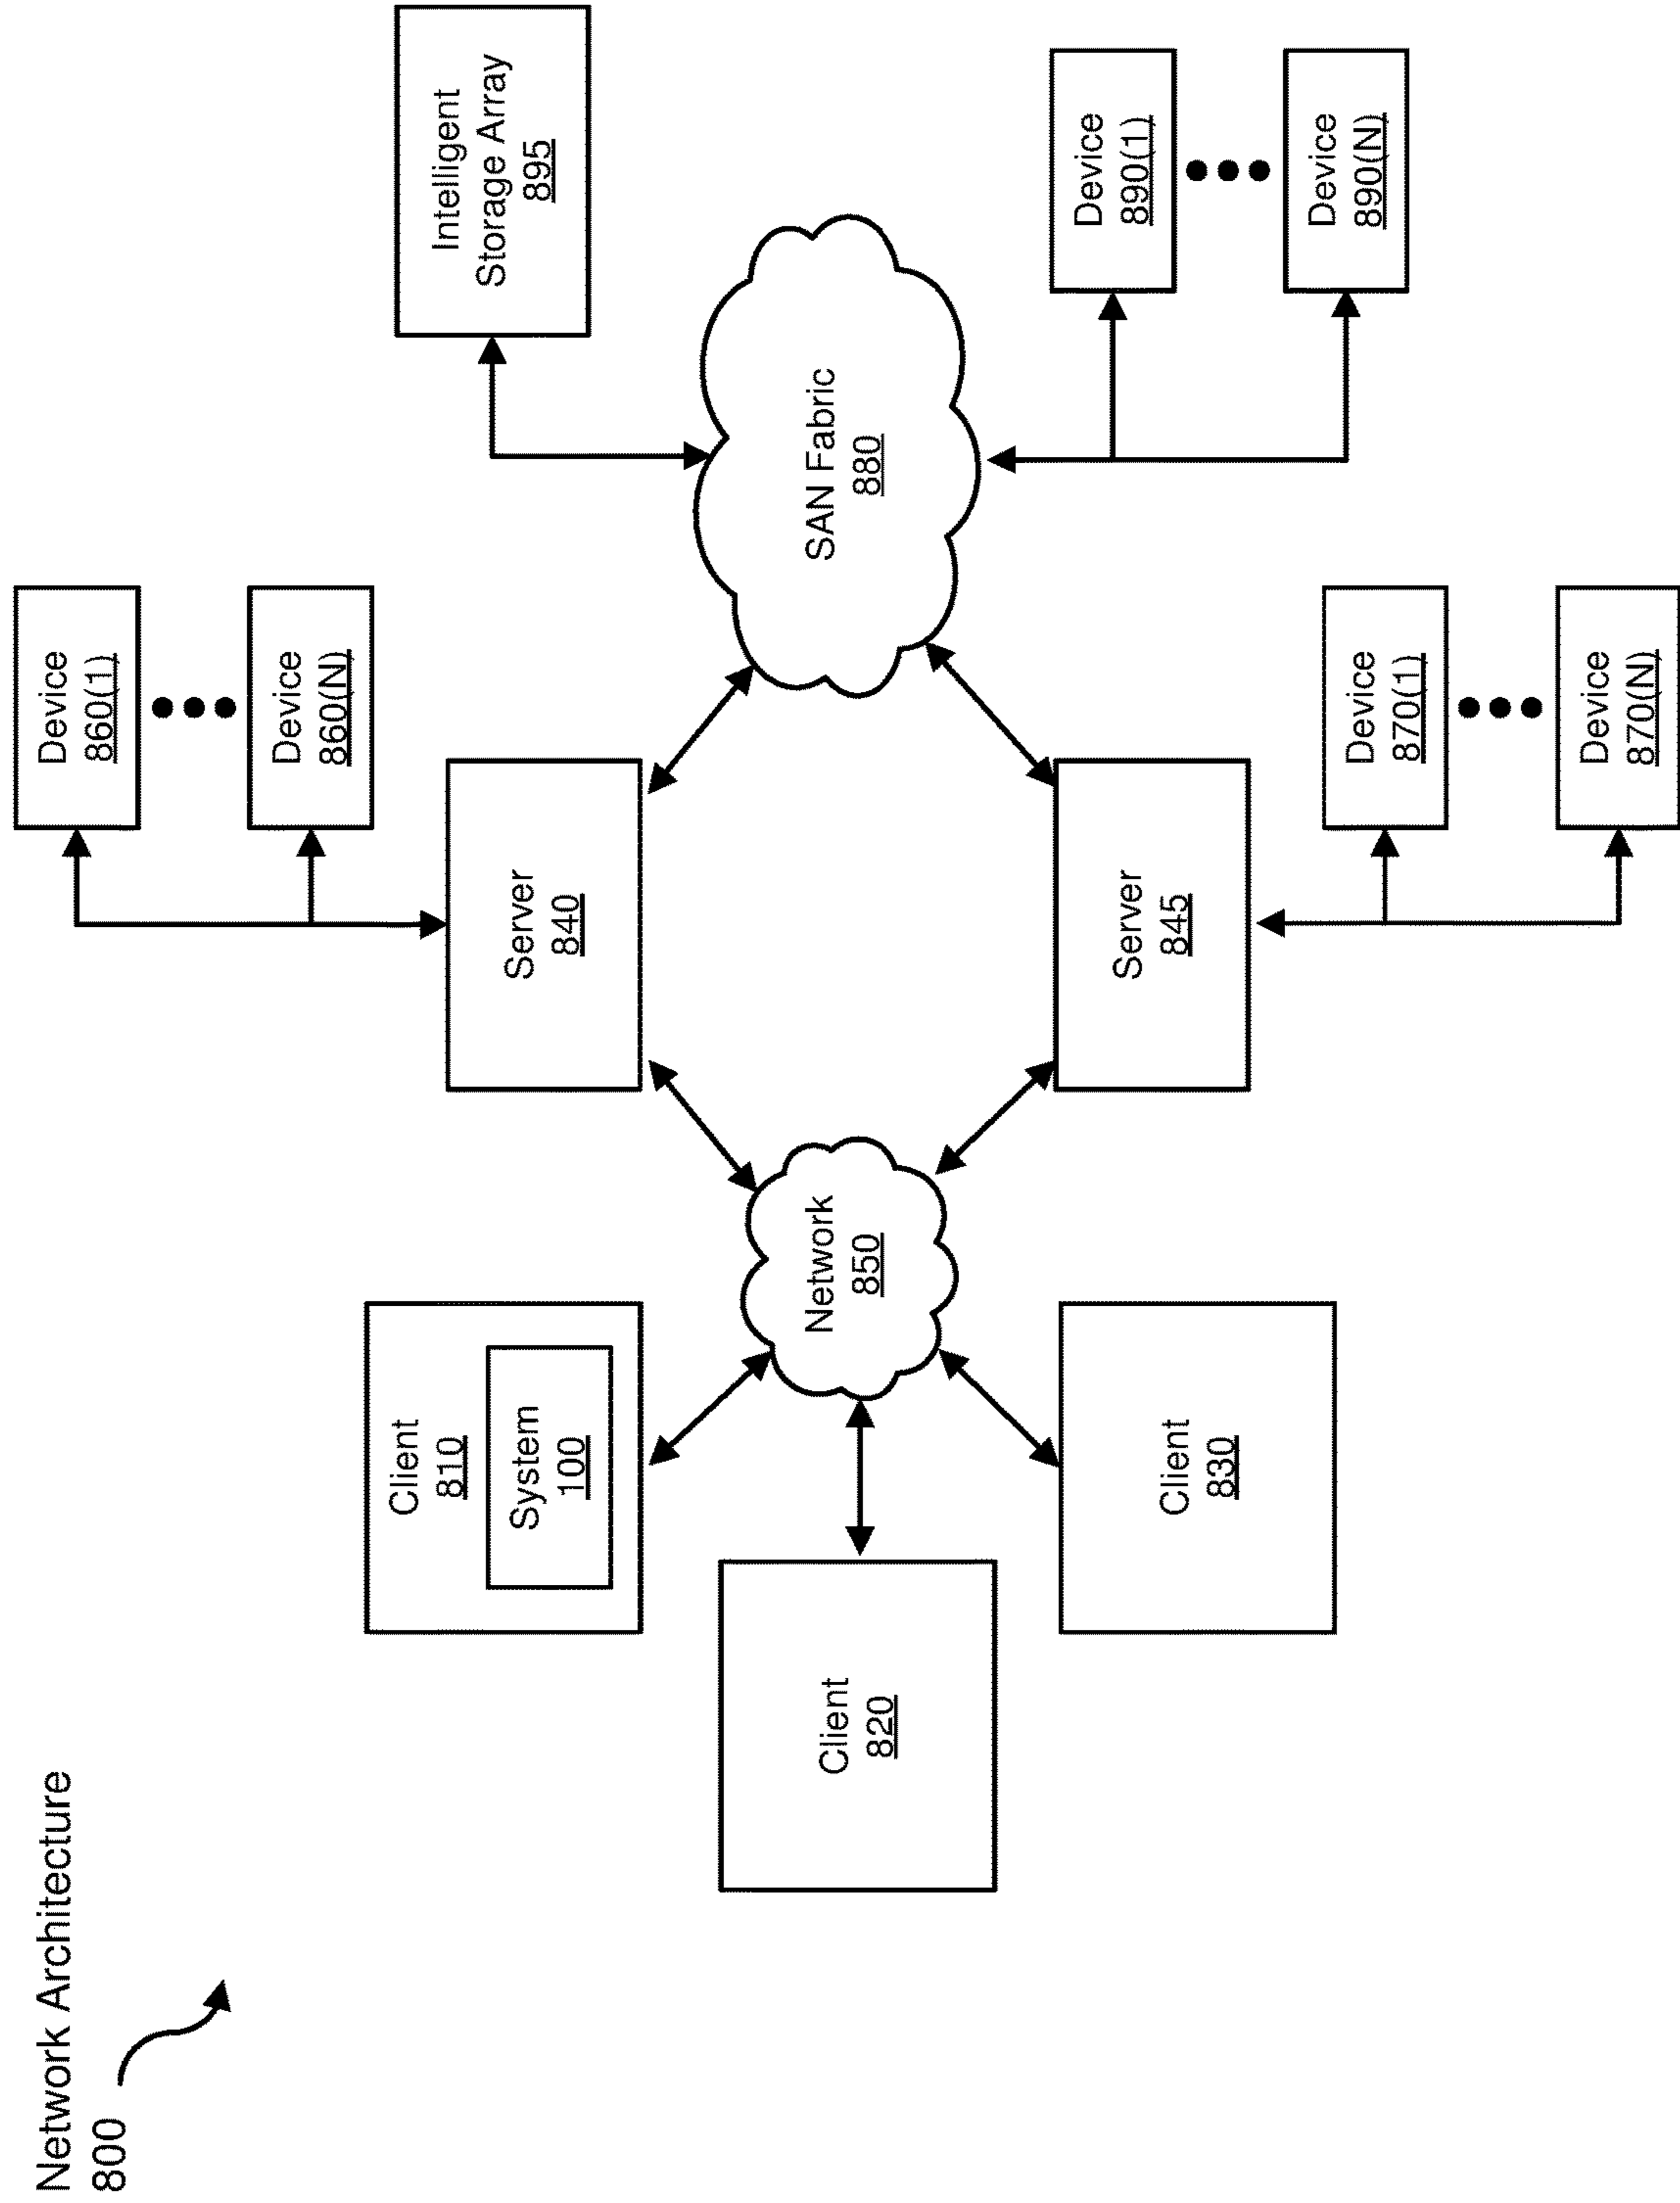 Network Architecture
800
Device
860(1)
Device
860(N)
Intelligent
Storage Array
895
Client
810
System
100
Server
840
Client
820
Network
850
SAN Fabric
880
Device
890(1)
Device
890(N)
Client
830
Server
845
Device
870(1)
Device
870(N)